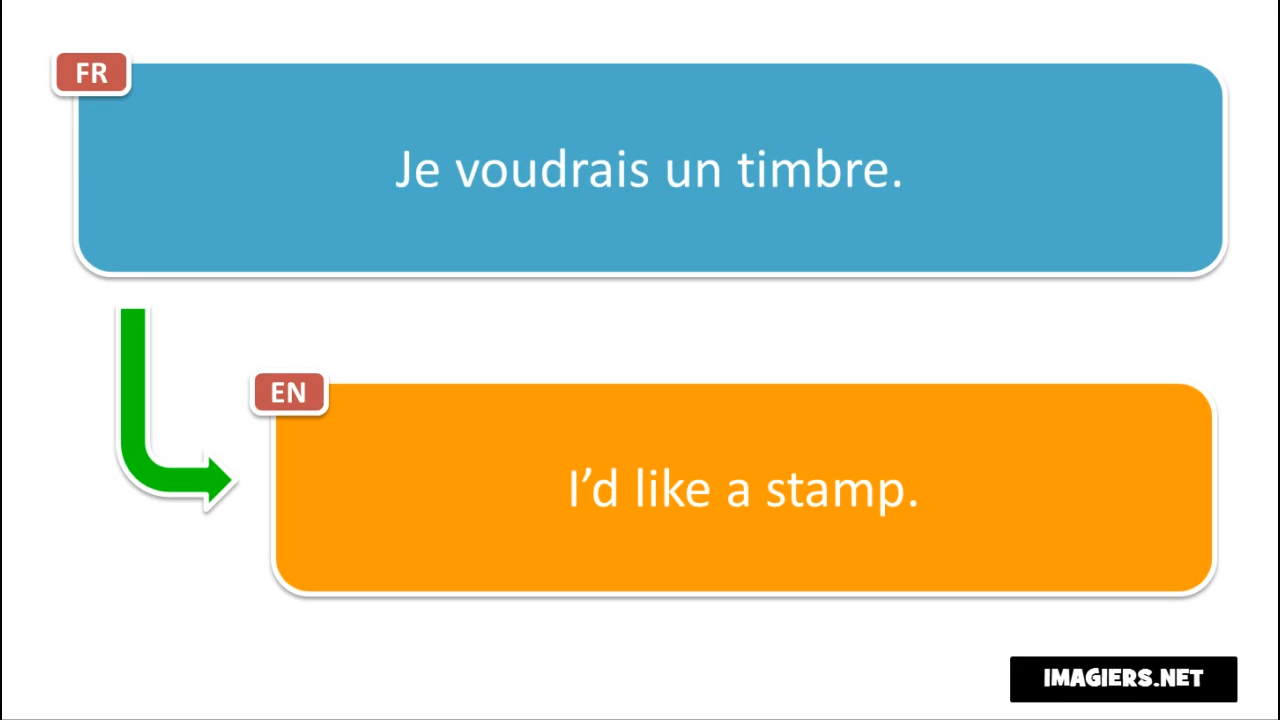 FR
Je voudrais un timbre.
EN
I’d like a stamp.
IMAGIERS.NET